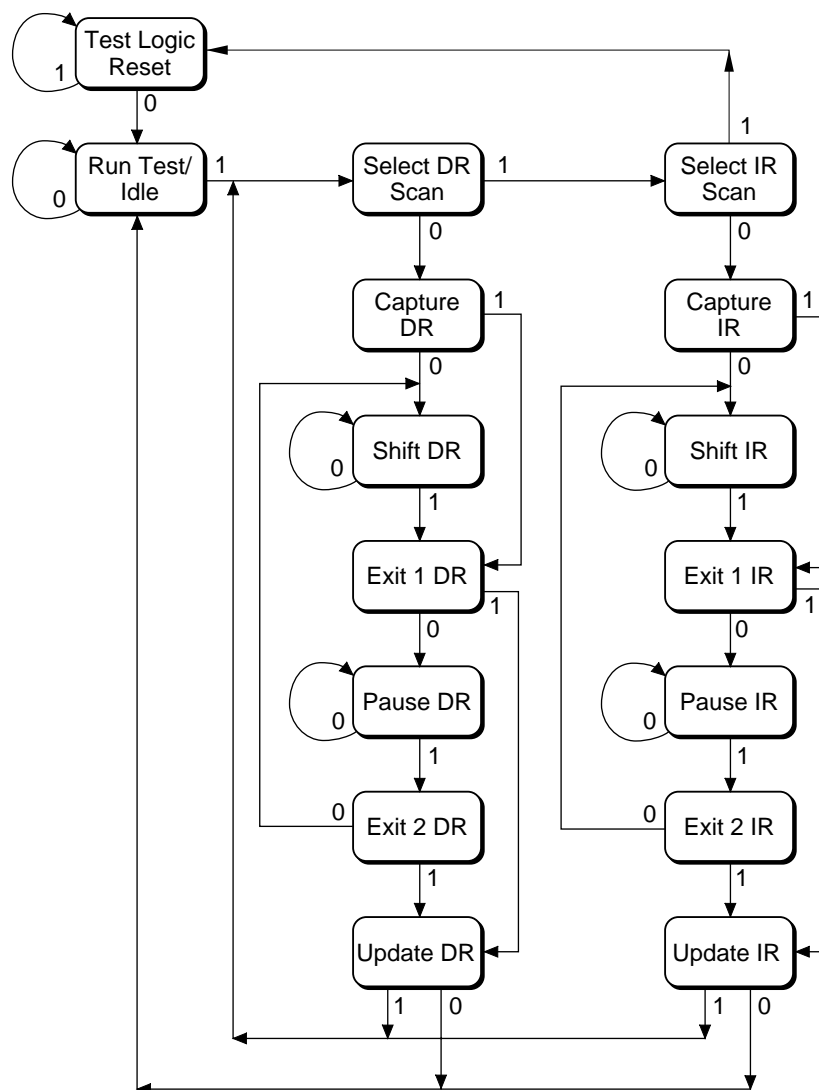 Test Logic
Reset
1
0
1
Run Test/
Idle
1
0
Select DR
Scan
1
0
Select IR
Scan
0
Capture
DR
1
0
Capture
IR
1
0
Shift DR
0
1
Shift IR
0
1
Exit 1 DR
1
0
Exit 1 IR
1
0
Pause DR
0
1
Pause IR
0
1
Exit 2 DR
0
1
Exit 2 IR
0
1
Update DR
1
0
Update IR
1
0